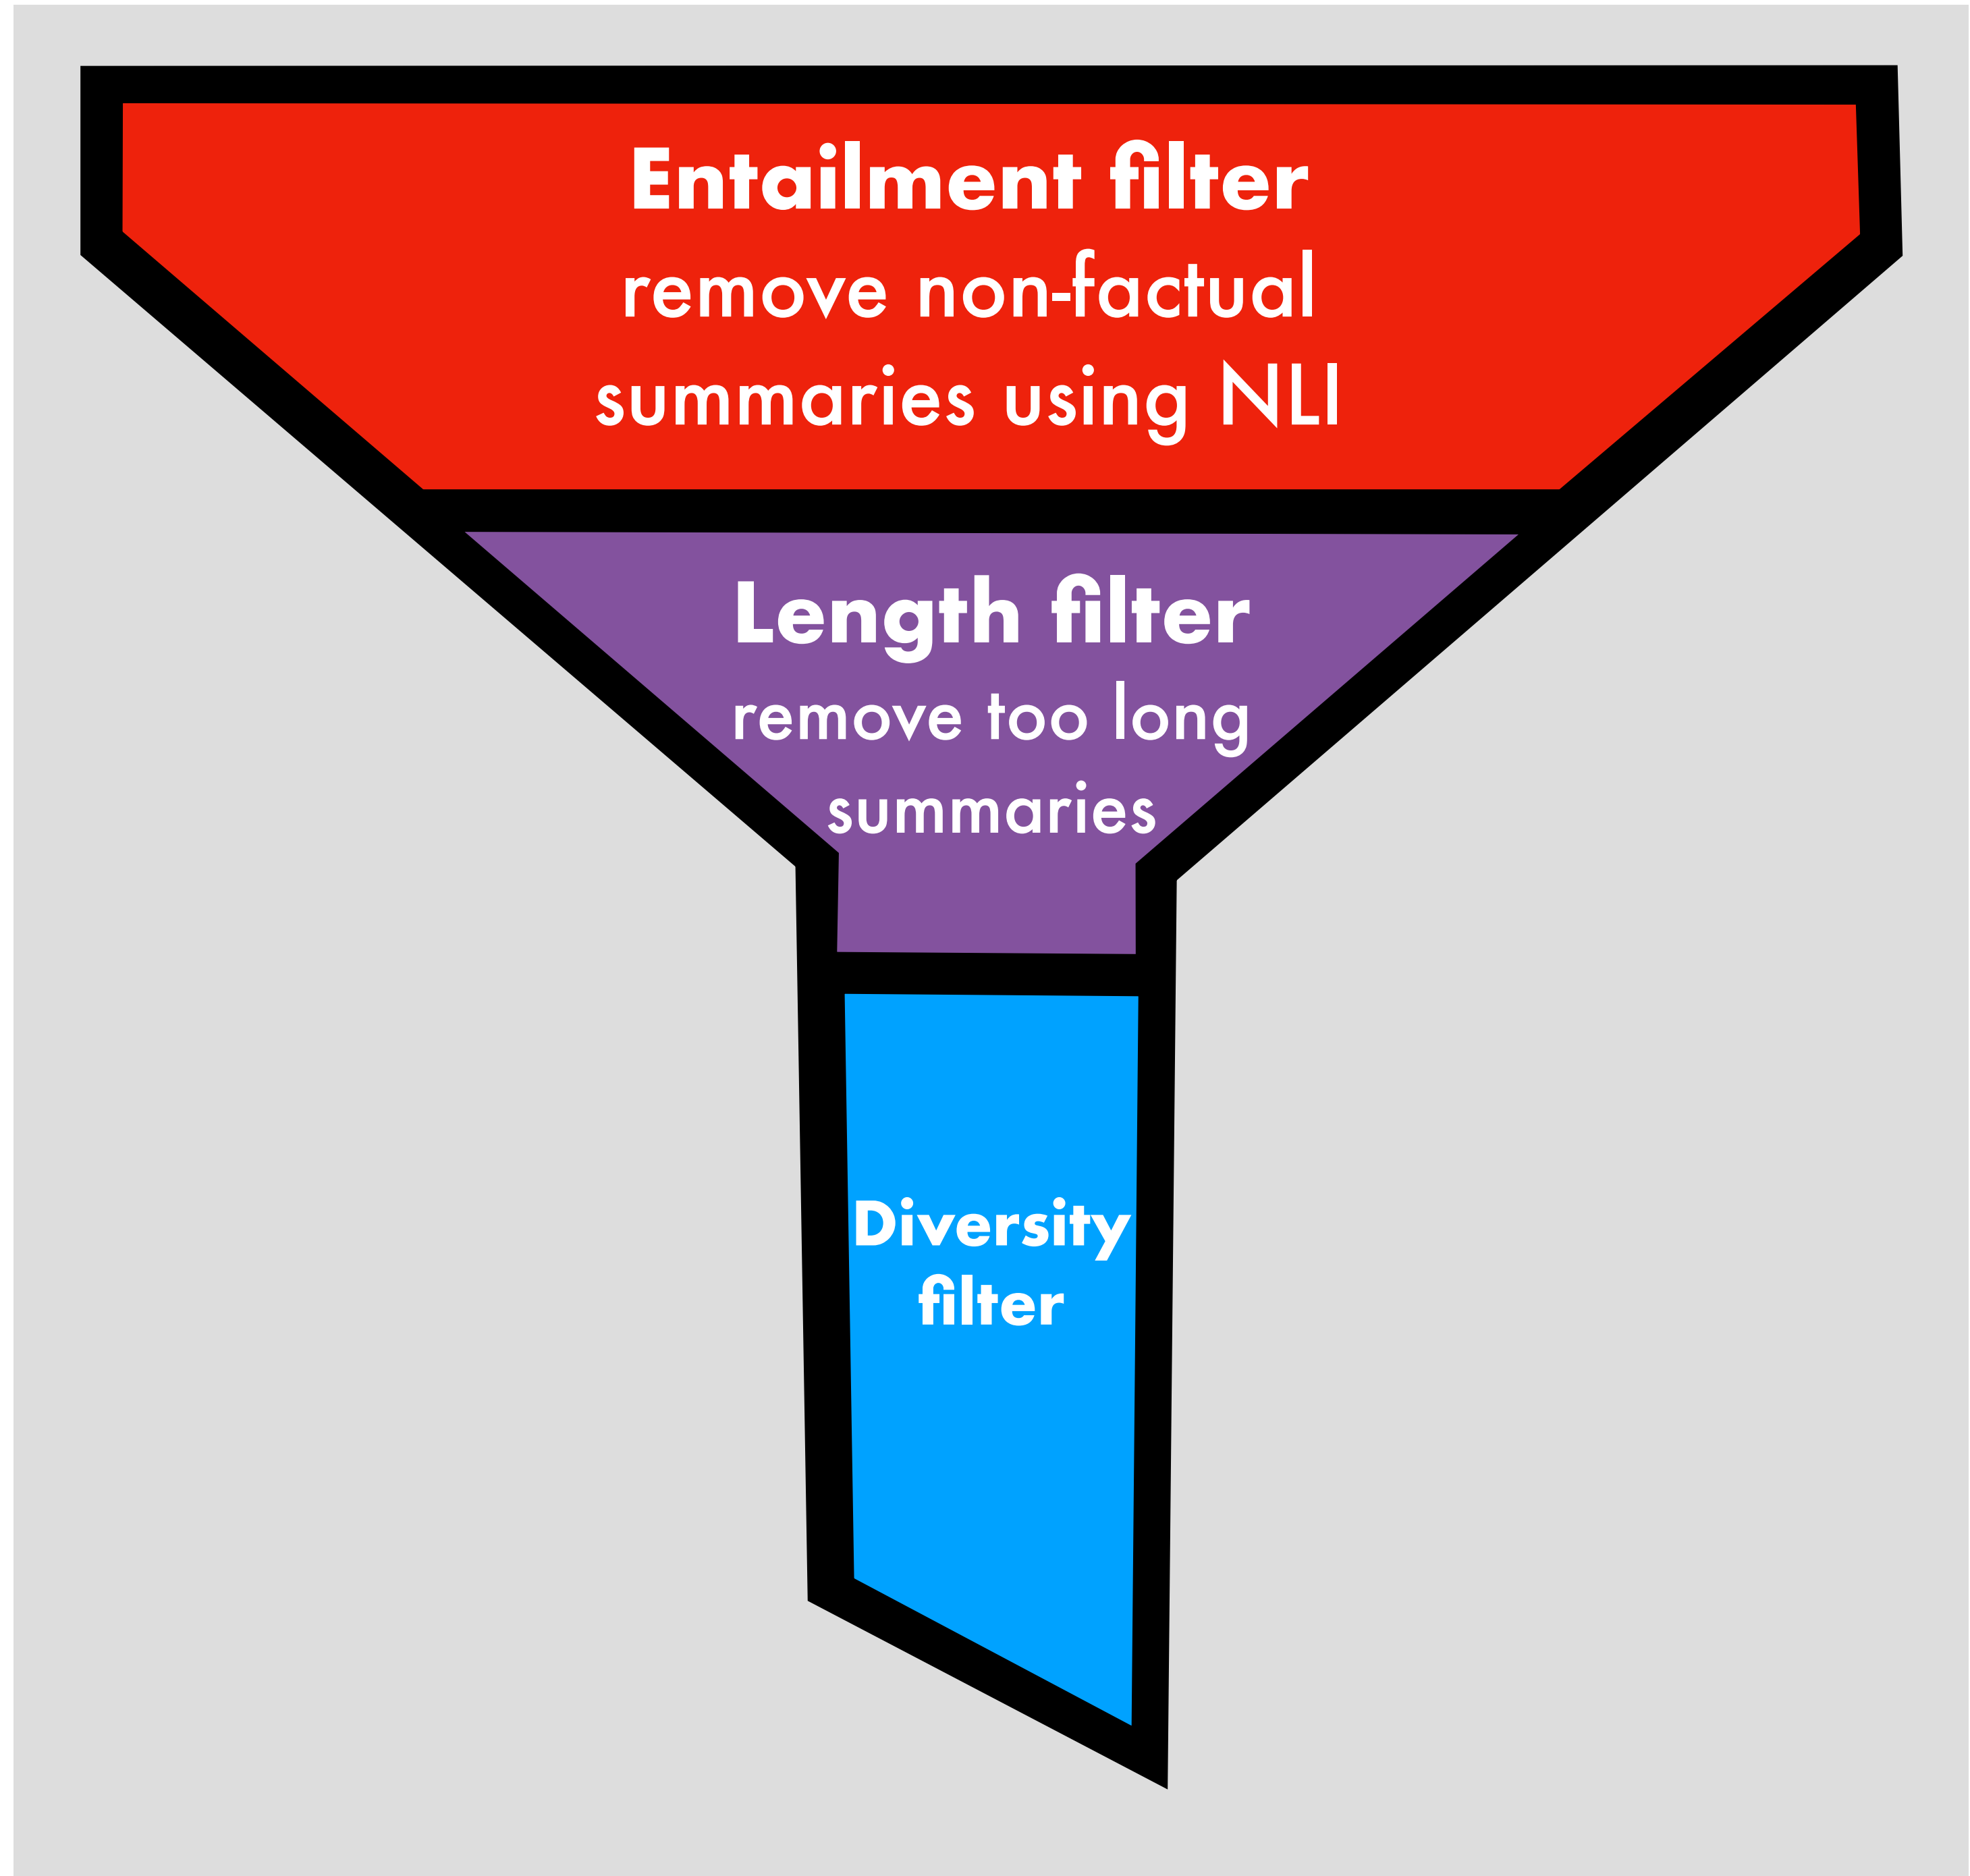 Entailment filter
remove non-factual
summaries using NLI
Length filter
remove too long
summaries
Diversity
filter